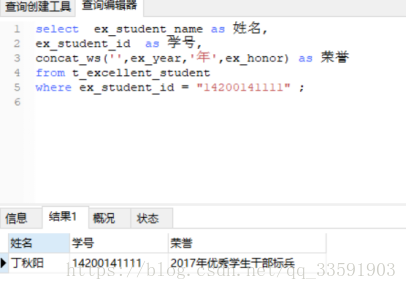 查询创建工具 查询编辑器
1 select ex_student_name as 姓名,
2 ex_student_id as 学号,
3 concat_ws('',ex_year,'年',ex_honor) as 荣誉
4 from t_excellent_student
5 where ex_student_id = "14200141111" ;
6
信息 结果1 概况 状态
姓名 学号 荣誉
丁秋阳 14200141111 2017年优秀学生干部标兵
https://blog.csdn.net/qq_33591903